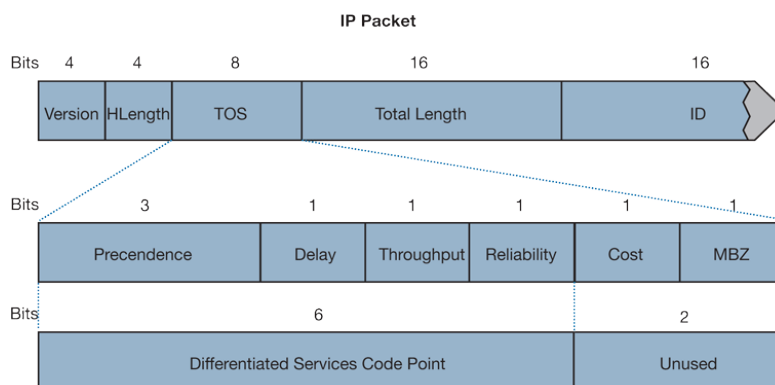 IP Packet
Bits 4 4 8 16 16
Version HLength TOS Total Length ID
Bits 3 1 1 1 1 1
Precendence Delay Throughput Reliability Cost MBZ
Bits 6 2
Differentiated Services Code Point Unused